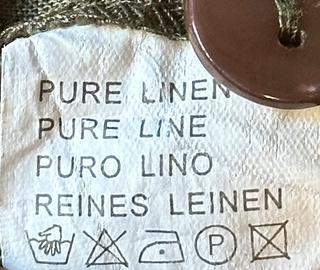 PURE LINEN
PURE LINE
PURO LINO
REINES LEINEN
P